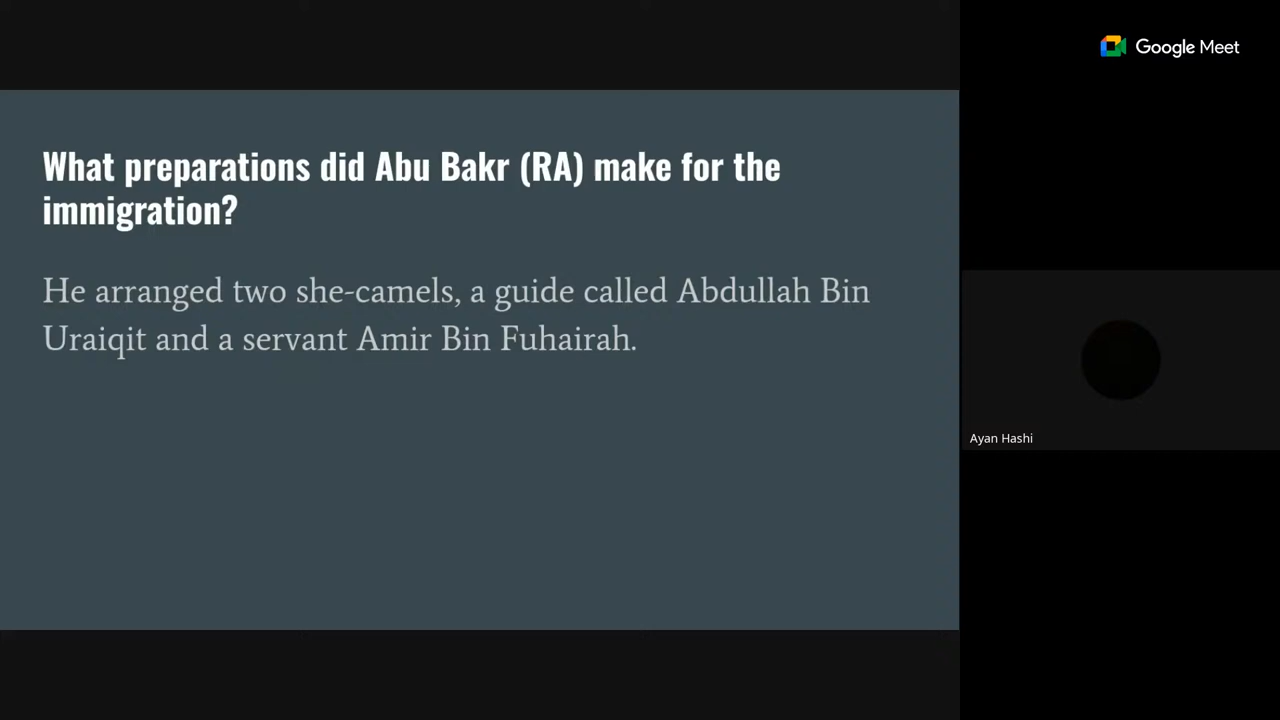 Google Meet
What preparations did Abu Bakr (RA) make for the
immigration?
He arranged two she-camels, a guide called Abdullah Bin
Uraiqit and a servant Amir Bin Fuhairah.
Ayan Hashi